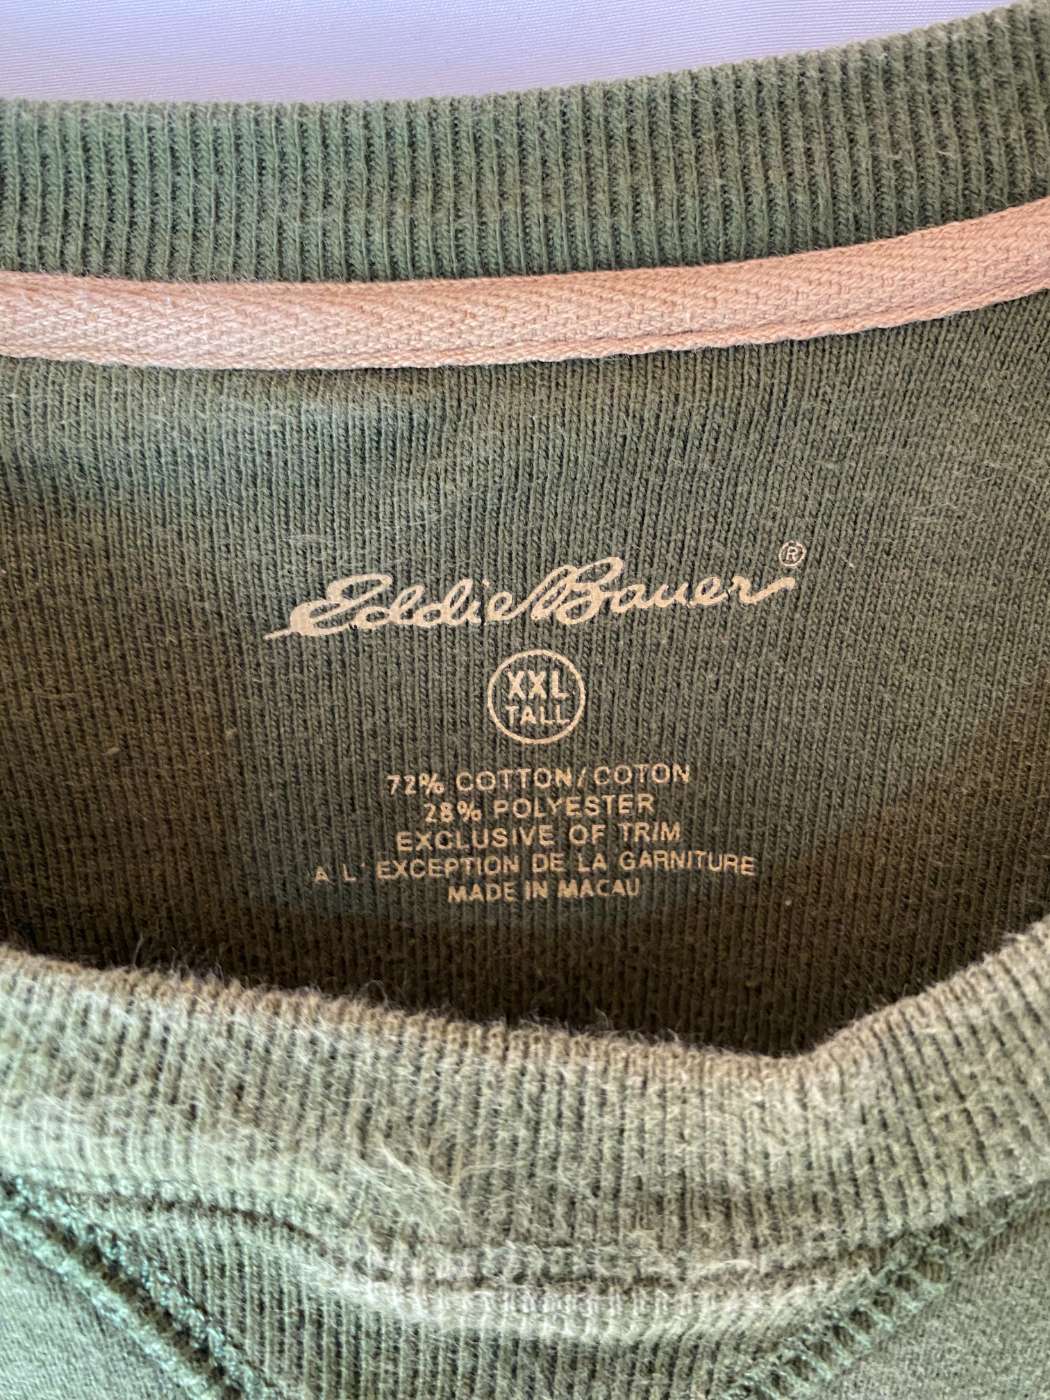 Eddie Bauer®
XXL
TALL
72% COTTON/COTON
28% POLYESTER
EXCLUSIVE OF TRIM
A L'EXCEPTION DE LA GARNITURE
MADE IN MACAU